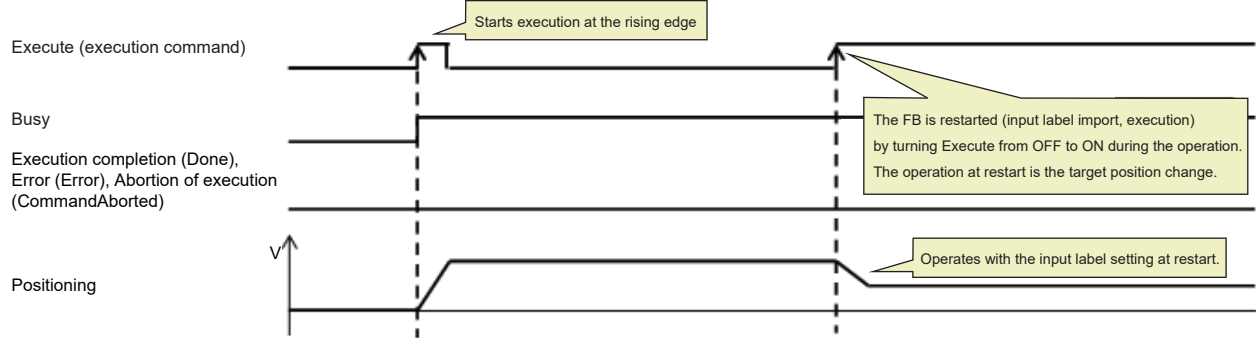 Starts execution at the rising edge
Execute (execution command)
Busy
The FB is restarted (input label import, execution)
by turning Execute from OFF to ON during the operation.
The operation at restart is the target position change.
Execution completion (Done),
Error (Error), Abortion of execution
(CommandAborted)
V
Operates with the input label setting at restart.
Positioning